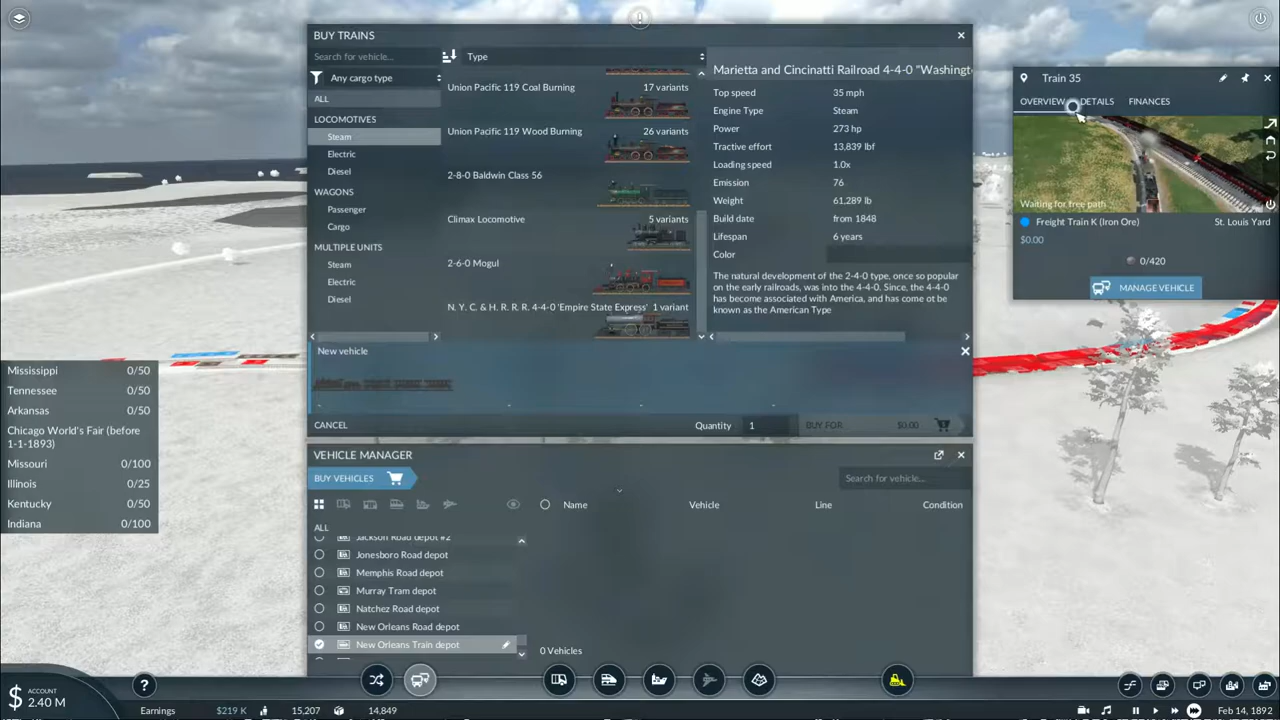 BUY TRAINS
Search for vehicle...
Type
Any cargo type
ALL
LOCOMOTIVES
Steam
Electric
Diesel
WAGONS
Passenger
Cargo
MULTIPLE UNITS
Steam
Electric
Diesel
Union Pacific 119 Coal Burning 17 variants
Union Pacific 119 Wood Burning 26 variants
2-8-0 Baldwin Class 56
Climax Locomotive 5 variants
2-6-0 Mogul
N. Y. C. & H. R. R. R. 4-4-0 'Empire State Express' 1 variant
Marietta and Cincinatti Railroad 4-4-0 "Washingt
Top speed 35 mph
Engine Type Steam
Power 273 hp
Tractive effort 13,839 lbf
Loading speed 1.0x
Emission 76
Weight 61,289 lb
Build date from 1848
Lifespan 6 years
Color
The natural development of the 2-4-0 type, once so popular
on the early railroads, was into the 4-4-0. Since, the 4-4-0
has become associated with America, and has come ot be
known as the American Type
New vehicle
CANCEL
Quantity 1
BUY FOR $0.00
Train 35
OVERVIEW DETAILS FINANCES
Waiting for free path
Freight Train K (Iron Ore) St. Louis Yard
$0.00
0/420
MANAGE VEHICLE
Mississippi 0/50
Tennessee 0/50
Arkansas 0/50
Chicago World's Fair (before
1-1-1893)
Missouri 0/100
Illinois 0/25
Kentucky 0/50
Indiana 0/100
VEHICLE MANAGER
BUY VEHICLES
Search for vehicle...
Name Vehicle Line Condition
ALL
Jackson Road depot #2
Jonesboro Road depot
Memphis Road depot
Murray Tram depot
Natchez Road depot
New Orleans Road depot
New Orleans Train depot
0 Vehicles
$ ACCOUNT
2.40 M
?
Earnings $219 K 15,207 14,849
Feb 14, 1892